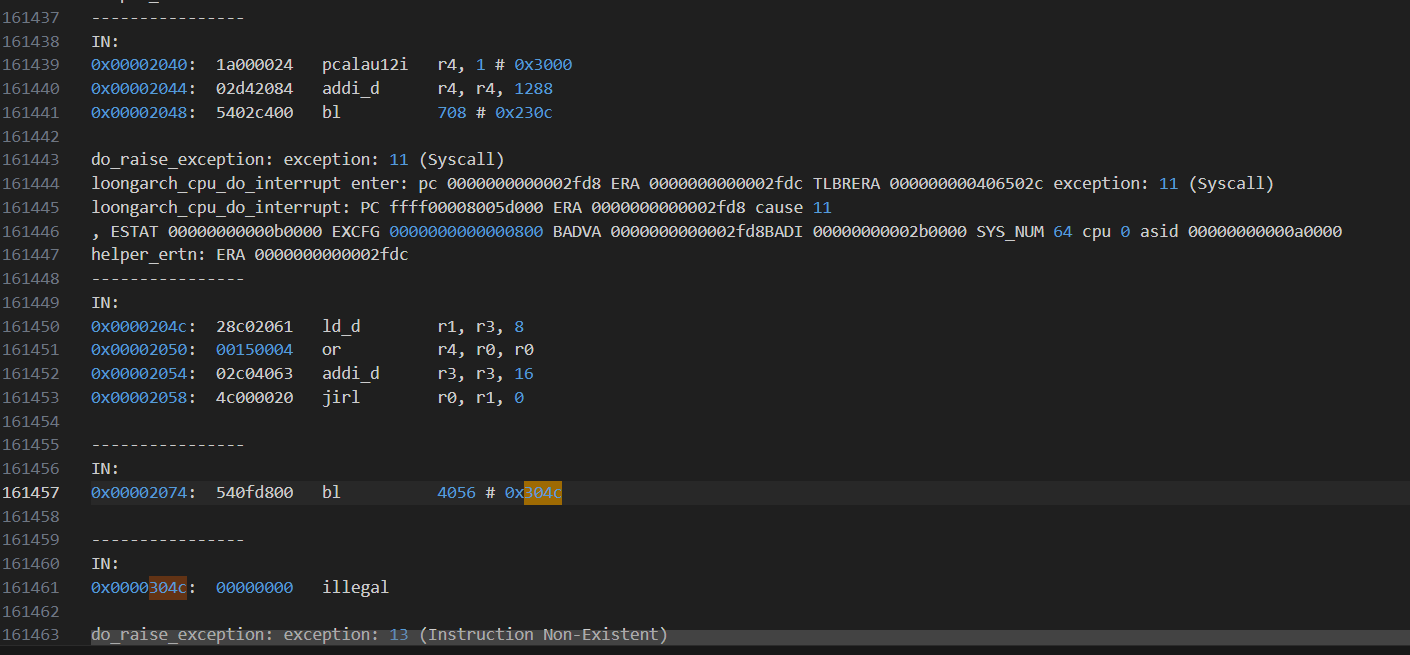 161437 ----------------
161438 IN:
161439 0x00002040: 1a000024 pcalau12i r4, 1 # 0x3000
161440 0x00002044: 02d42084 addi_d r4, r4, 1288
161441 0x00002048: 5402c400 bl 708 # 0x230c
161442
161443 do_raise_exception: exception: 11 (Syscall)
161444 loongarch_cpu_do_interrupt enter: pc 0000000000002fd8 ERA 0000000000002fdc TLBRERA 000000000406502c exception: 11 (Syscall)
161445 loongarch_cpu_do_interrupt: PC ffff00008005d000 ERA 0000000000002fd8 cause 11
161446 , ESTAT 00000000000b0000 EXCFG 0000000000000800 BADVA 0000000000002fd8BADI 00000000002b0000 SYS_NUM 64 cpu 0 asid 00000000000a0000
161447 helper_ertn: ERA 0000000000002fdc
161448 ----------------
161449 IN:
161450 0x0000204c: 28c02061 ld_d r1, r3, 8
161451 0x00002050: 00150004 or r4, r0, r0
161452 0x00002054: 02c04063 addi_d r3, r3, 16
161453 0x00002058: 4c000020 jirl r0, r1, 0
161454
161455 ----------------
161456 IN:
161457 0x00002074: 540fd800 bl 4056 # 0x304c
161458
161459 ----------------
161460 IN:
161461 0x0000304c: 00000000 illegal
161462
161463 do_raise_exception: exception: 13 (Instruction Non-Existent)